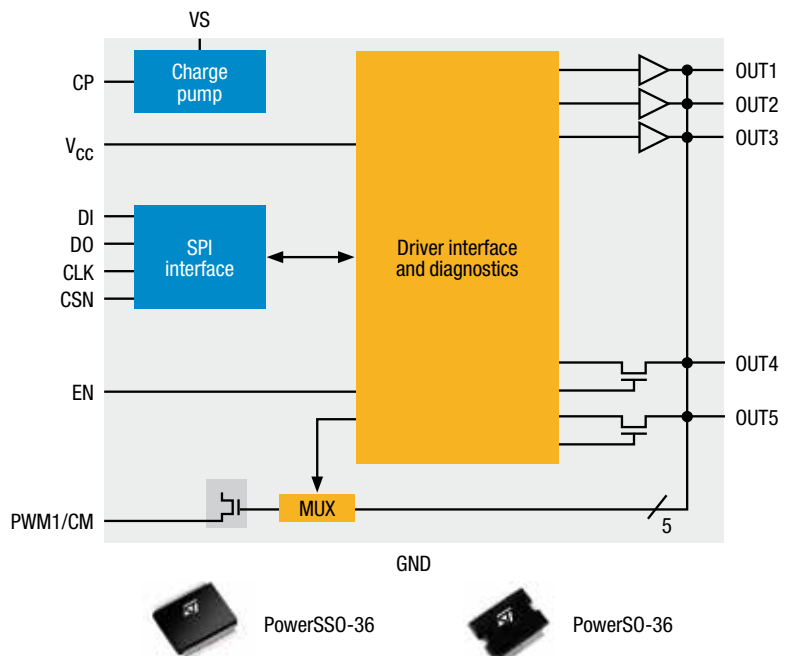 VS
Charge
pump
CP
VCC
DI
DO
CLK
CSN
SPI
interface
Driver interface
and diagnostics
OUT1
OUT2
OUT3
OUT4
OUT5
EN
MUX
PWM1/CM
5
GND
PowerSSO-36
PowerSO-36